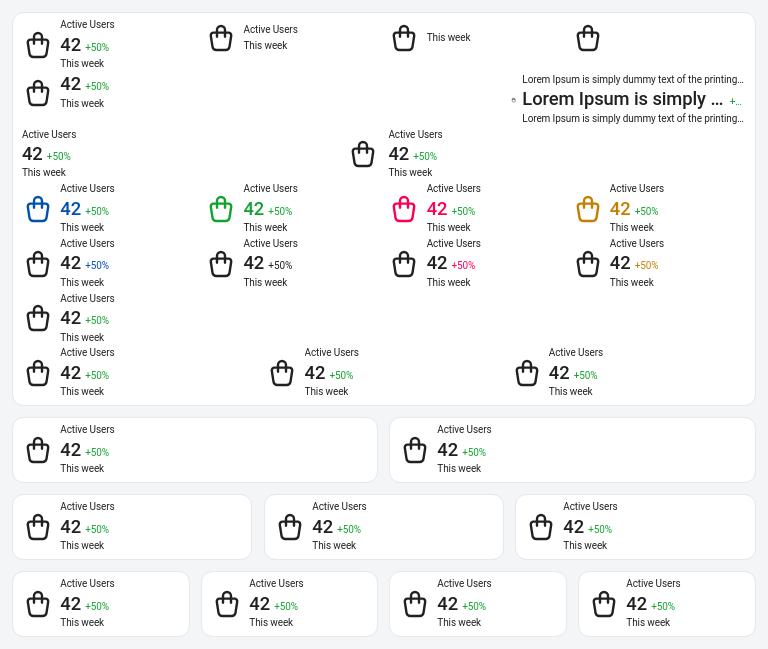 Active Users
42 +50%
This week
Active Users
This week
This week
42 +50%
This week
Lorem Ipsum is simply dummy text of the printing...
Lorem Ipsum is simply ... +...
Lorem Ipsum is simply dummy text of the printing...
Active Users
42 +50%
This week
Active Users
42 +50%
This week
Active Users
42 +50%
This week
Active Users
42 +50%
This week
Active Users
42 +50%
This week
Active Users
42 +50%
This week
Active Users
42 +50%
This week
Active Users
42 +50%
This week
Active Users
42 +50%
This week
Active Users
42 +50%
This week
Active Users
42 +50%
This week
Active Users
42 +50%
This week
Active Users
42 +50%
This week
Active Users
42 +50%
This week
Active Users
42 +50%
This week
Active Users
42 +50%
This week
Active Users
42 +50%
This week
Active Users
42 +50%
This week
Active Users
42 +50%
This week
Active Users
42 +50%
This week
Active Users
42 +50%
This week
Active Users
42 +50%
This week
Active Users
42 +50%
This week